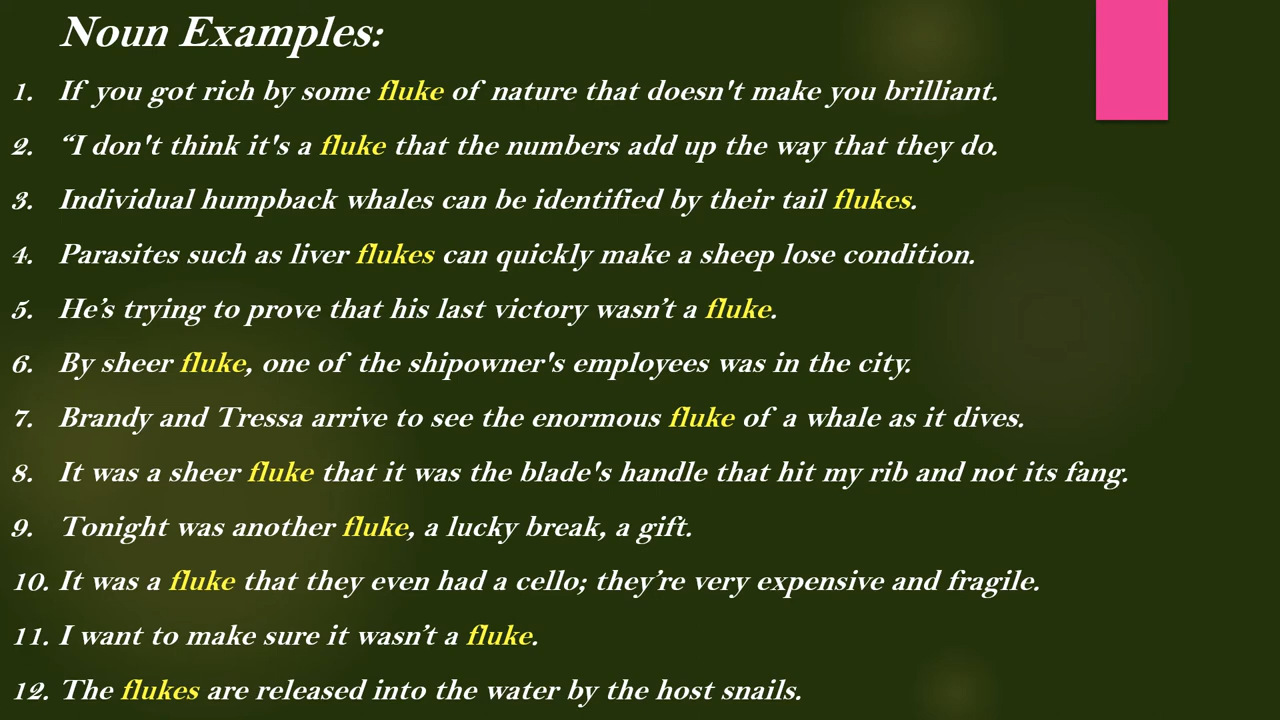 Noun Examples:
1. If you got rich by some fluke of nature that doesn't make you brilliant.
2. “I don't think it's a fluke that the numbers add up the way that they do.
3. Individual humpback whales can be identified by their tail flukes.
4. Parasites such as liver flukes can quickly make a sheep lose condition.
5. He’s trying to prove that his last victory wasn’t a fluke.
6. By sheer fluke, one of the shipowner's employees was in the city.
7. Brandy and Tressa arrive to see the enormous fluke of a whale as it dives.
8. It was a sheer fluke that it was the blade's handle that hit my rib and not its fang.
9. Tonight was another fluke, a lucky break, a gift.
10. It was a fluke that they even had a cello; they’re very expensive and fragile.
11. I want to make sure it wasn’t a fluke.
12. The flukes are released into the water by the host snails.